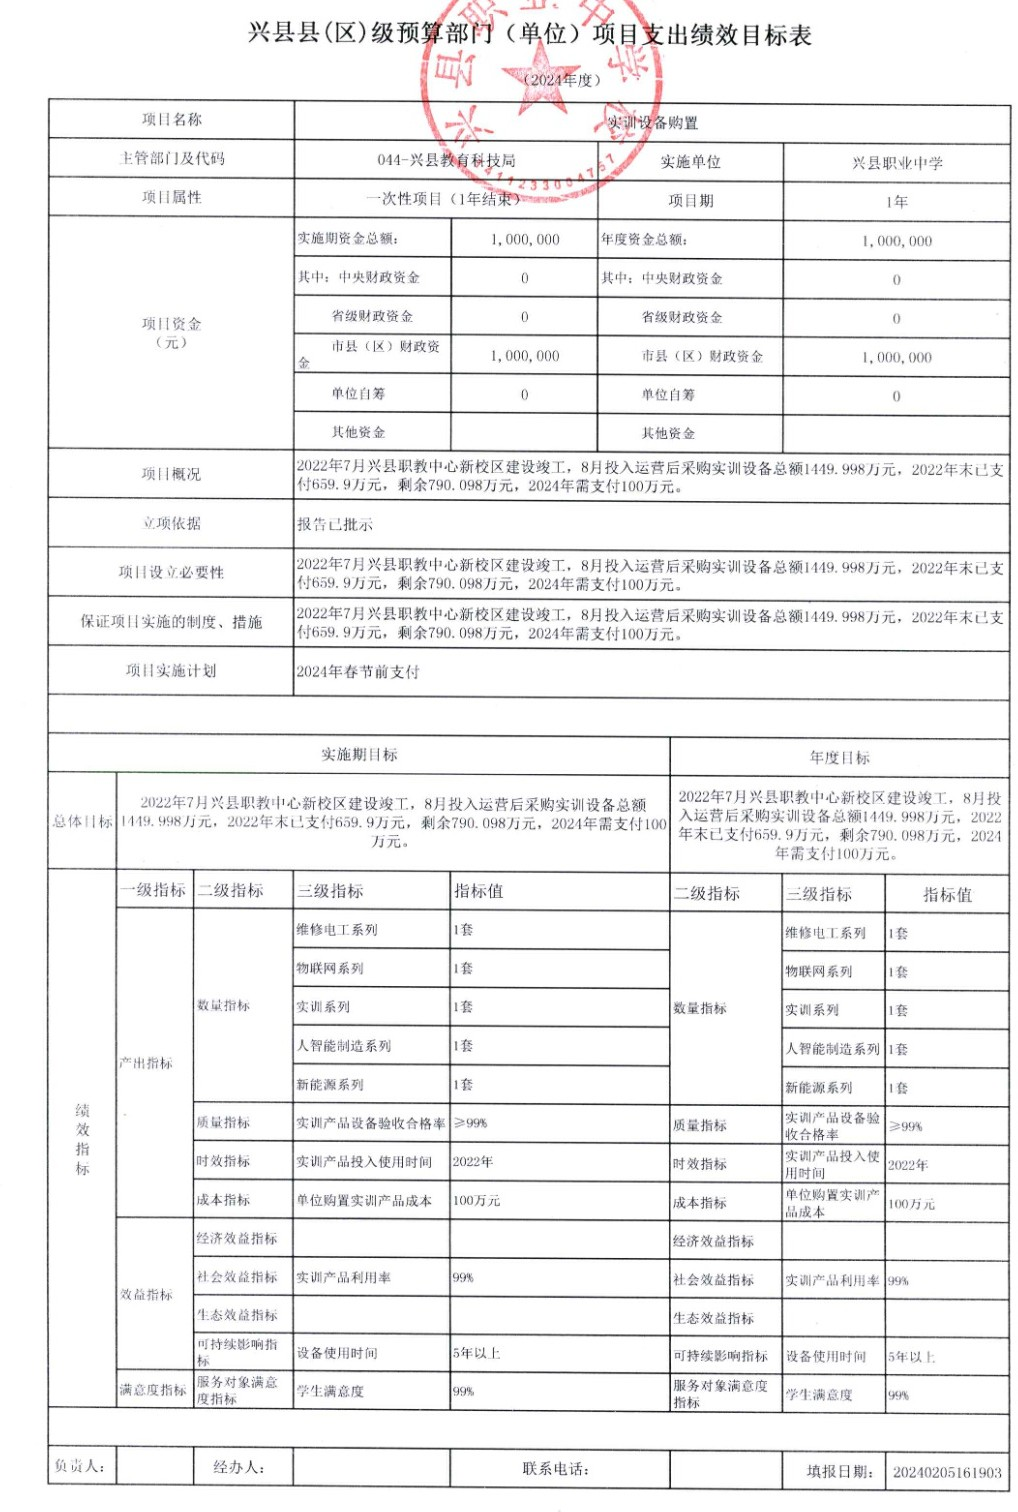 兴县县(区)级预算部门（单位）项目支出绩效目标表
（2024年度）
兴县职业中学校
1411233004757
项目名称 实训设备购置
主管部门及代码 044-兴县教育科技局 实施单位 兴县职业中学
项目属性 一次性项目（1年结束） 项目期 1年
项目资金
（元）
实施期资金总额： 1,000,000 年度资金总额： 1,000,000
其中：中央财政资金 0 其中：中央财政资金 0
省级财政资金 0 省级财政资金 0
市县（区）财政资
金 1,000,000 市县（区）财政资金 1,000,000
单位自筹 0 单位自筹 0
其他资金 其他资金
项目概况
2022年7月兴县职教中心新校区建设竣工，8月投入运营后采购实训设备总额1449.998万元，2022年末已支
付659.9万元，剩余790.098万元，2024年需支付100万元。
立项依据 报告已批示
项目设立必要性
2022年7月兴县职教中心新校区建设竣工，8月投入运营后采购实训设备总额1449.998万元，2022年末已支
付659.9万元，剩余790.098万元，2024年需支付100万元。
保证项目实施的制度、措施
2022年7月兴县职教中心新校区建设竣工，8月投入运营后采购实训设备总额1449.998万元，2022年末已支
付659.9万元，剩余790.098万元，2024年需支付100万元。
项目实施计划 2024年春节前支付
实施期目标 年度目标
总体目标
2022年7月兴县职教中心新校区建设竣工，8月投入运营后采购实训设备总额
1449.998万元，2022年末已支付659.9万元，剩余790.098万元，2024年需支付100
万元。
2022年7月兴县职教中心新校区建设竣工，8月投
入运营后采购实训设备总额1449.998万元，2022
年末已支付659.9万元，剩余790.098万元，2024
年需支付100万元。
绩
效
指
标
一级指标 二级指标 三级指标 指标值 二级指标 三级指标 指标值
产出指标
数量指标 数量指标
维修电工系列 1套 维修电工系列 1套
物联网系列 1套 物联网系列 1套
实训系列 1套 实训系列 1套
人智能制造系列 1套 人智能制造系列 1套
新能源系列 1套 新能源系列 1套
质量指标 实训产品设备验收合格率 ≥99% 质量指标 实训产品设备验
收合格率 ≥99%
时效指标 实训产品投入使用时间 2022年 时效指标 实训产品投入使
用时间 2022年
成本指标 单位购置实训产品成本 100万元 成本指标 单位购置实训产
品成本 100万元
效益指标
经济效益指标 经济效益指标
社会效益指标 实训产品利用率 99% 社会效益指标 实训产品利用率 99%
生态效益指标 生态效益指标
可持续影响指
标 设备使用时间 5年以上 可持续影响指标 设备使用时间 5年以上
满意度指标 服务对象满意
度指标 学生满意度 99% 服务对象满意度
指标 学生满意度 99%
负责人： 经办人： 联系电话： 填报日期： 20240205161903